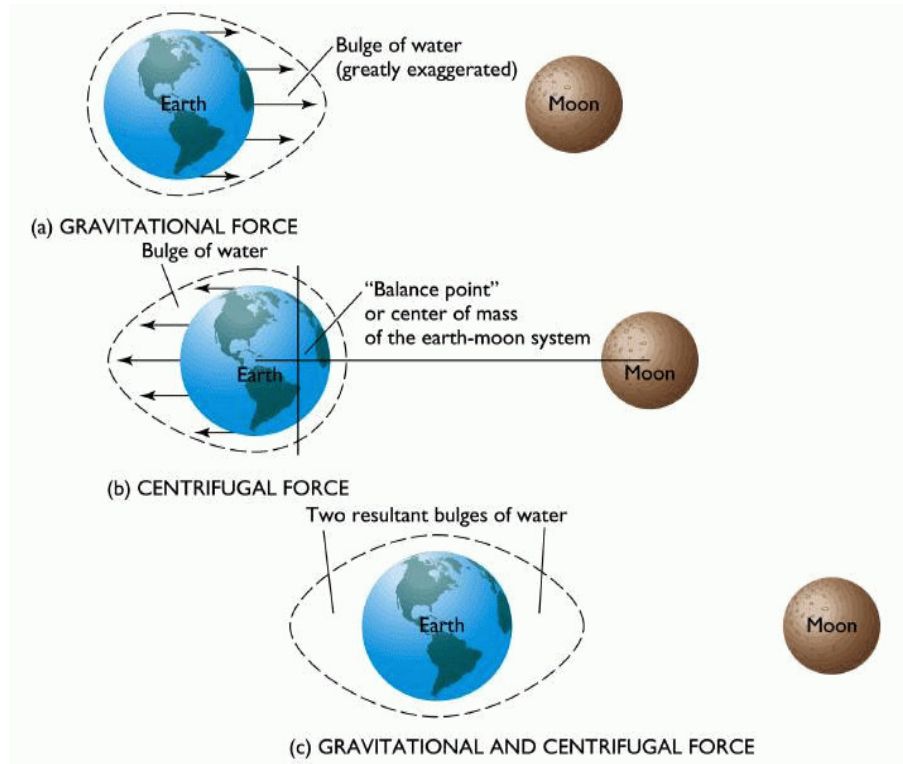 Bulge of water
(greatly exaggerated)
Earth
Moon
(a) GRAVITATIONAL FORCE
Bulge of water
“Balance point”
or center of mass
of the earth-moon system
Earth
Moon
(b) CENTRIFUGAL FORCE
Two resultant bulges of water
Earth
Moon
(c) GRAVITATIONAL AND CENTRIFUGAL FORCE